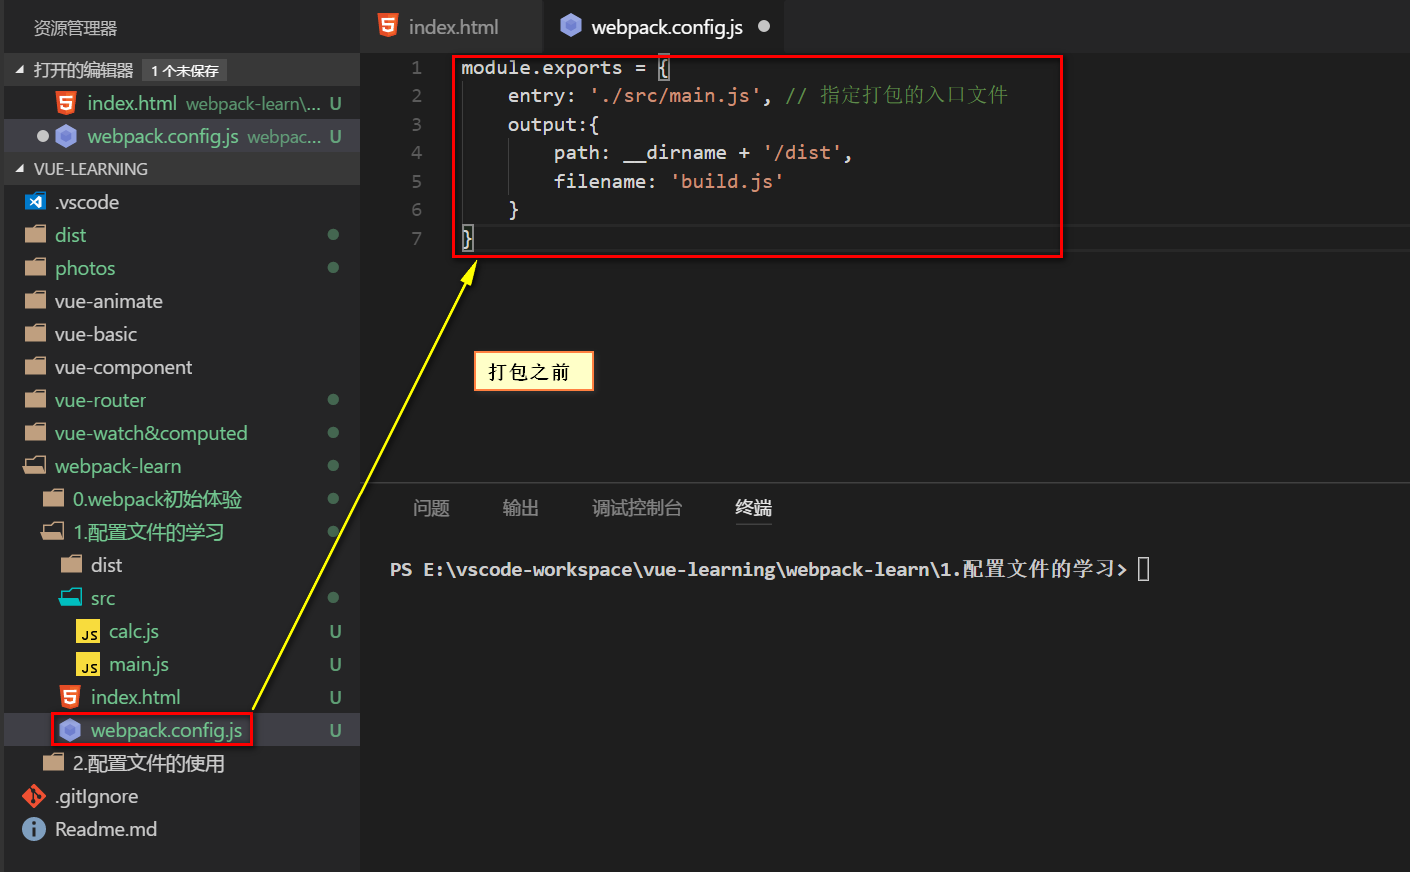 资源管理器
打开的编辑器 1 个未保存
index.html webpack-learn\... U
webpack.config.js webpac... U
VUE-LEARNING
.vscode
dist
photos
vue-animate
vue-basic
vue-component
vue-router
vue-watch&computed
webpack-learn
0.webpack初始体验
1.配置文件的学习
dist
src
JS calc.js U
JS main.js U
index.html U
webpack.config.js U
2.配置文件的使用
.gitIgnore
Readme.md
index.html webpack.config.js
1 module.exports = {
2 entry: './src/main.js', // 指定打包的入口文件
3 output:{
4 path: __dirname + '/dist',
5 filename: 'build.js'
6 }
7 }
打包之前
问题 输出 调试控制台 终端
PS E:\vscode-workspace\vue-learning\webpack-learn\1.配置文件的学习>